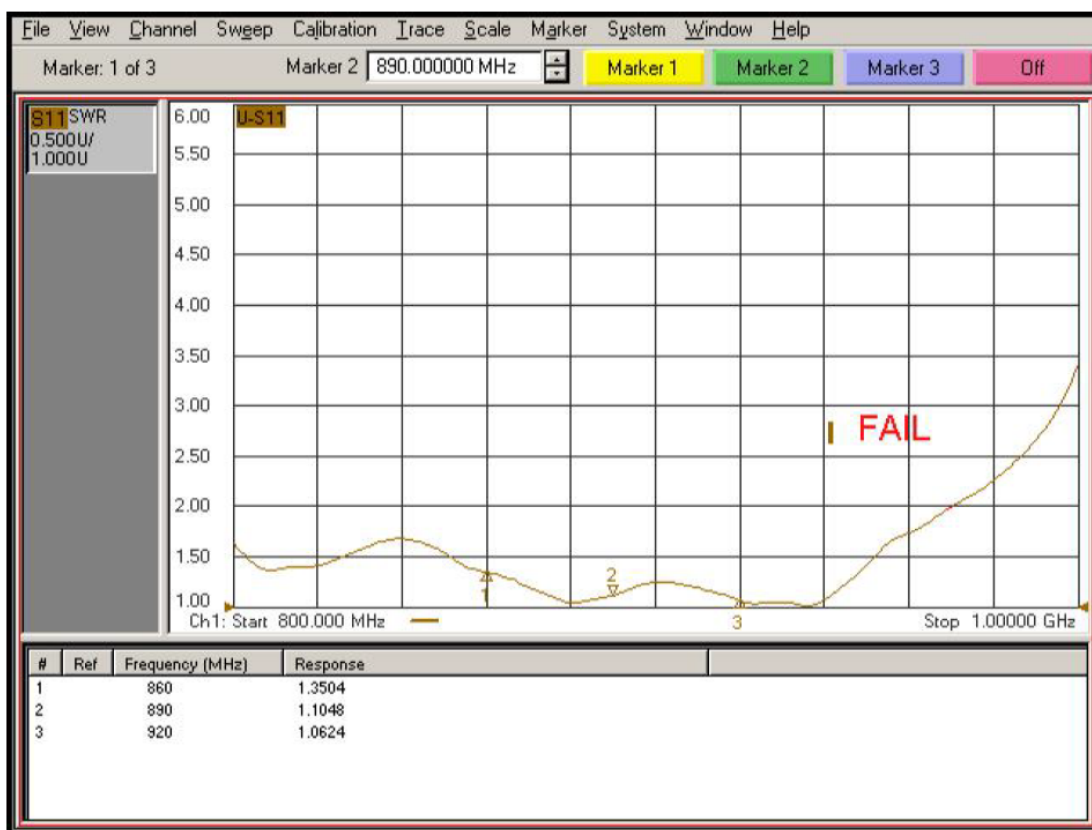 File View Channel Sweep Calibration Trace Scale Marker System Window Help
Marker: 1 of 3 Marker 2 890.000000 MHz Marker 1 Marker 2 Marker 3 Off
S11 SWR
0.500U/
1.000U
6.00 U-S11
5.50
5.00
4.50
4.00
3.50
3.00
FAIL
2.50
2.00
1.50
2
1
1.00
3
Ch1: Start 800.000 MHz Stop 1.00000 GHz
# Ref Frequency (MHz) Response
1 860 1.3504
2 890 1.1048
3 920 1.0624